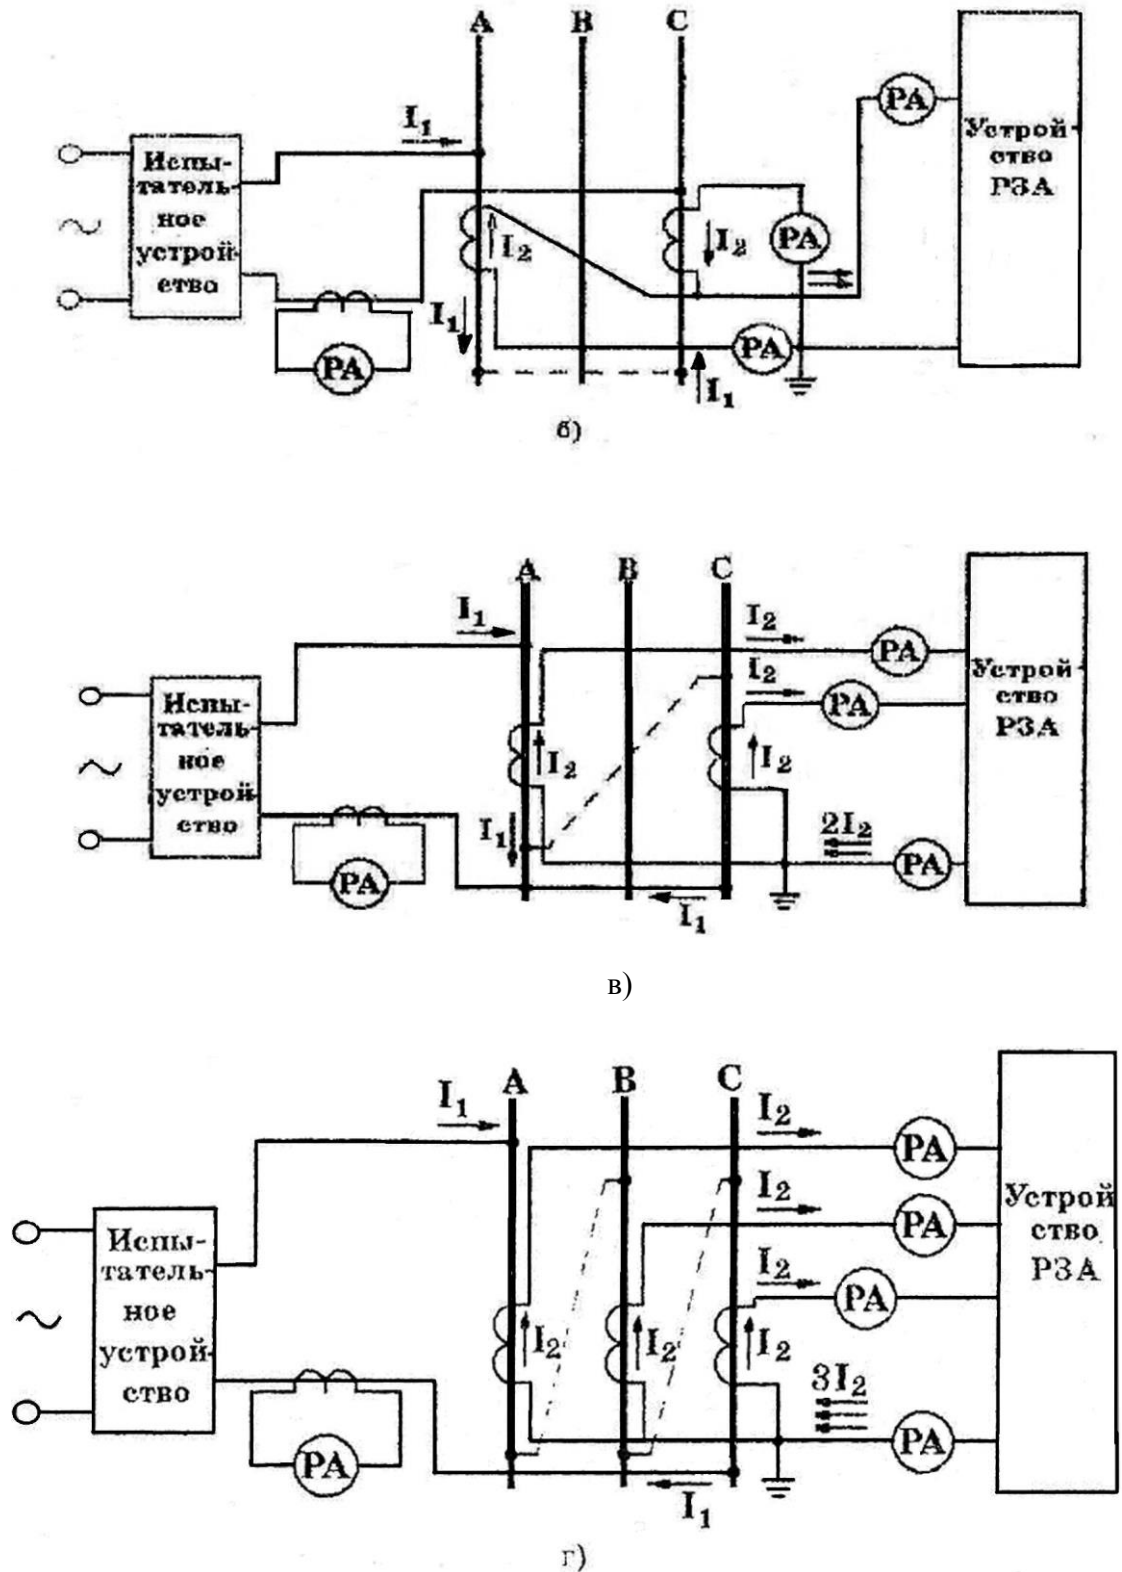 A B C
I₁
PA
Испы-
татель-
ное
устрой-
ство
Устрой-
ство
РЗА
I₂
I₂
PA
I₁
PA
PA
I₁
б)
A B C
I₁
I₂
PA
Испы-
татель-
ное
устрой-
ство
Устрой-
ство
РЗА
I₂
PA
I₂
I₂
I₁
2I₂
PA
PA
I₁
в)
A B C
I₁
I₂
PA
I₂
PA
Испы-
татель-
ное
устрой-
ство
Устрой
ство
РЗА
I₂
PA
I₂
I₂
I₂
3I₂
PA
PA
I₁
г)